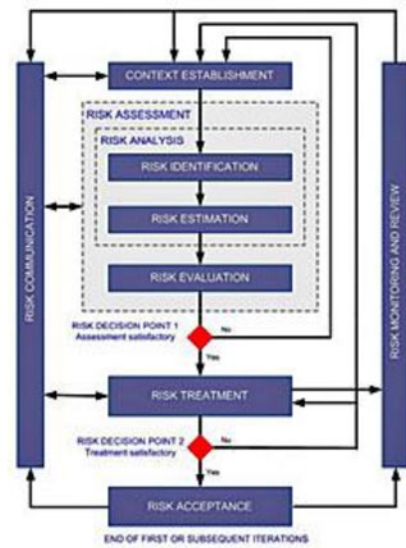 CONTEXT ESTABLISHMENT
RISK ASSESSMENT
RISK ANALYSIS
RISK IDENTIFICATION
RISK ESTIMATION
RISK EVALUATION
RISK COMMUNICATION
RISK MONITORING AND REVIEW
RISK DECISION POINT 1
Assessment satisfactory
No
Yes
RISK TREATMENT
RISK DECISION POINT 2
Treatment satisfactory
No
Yes
RISK ACCEPTANCE
END OF FIRST OR SUBSEQUENT ITERATIONS